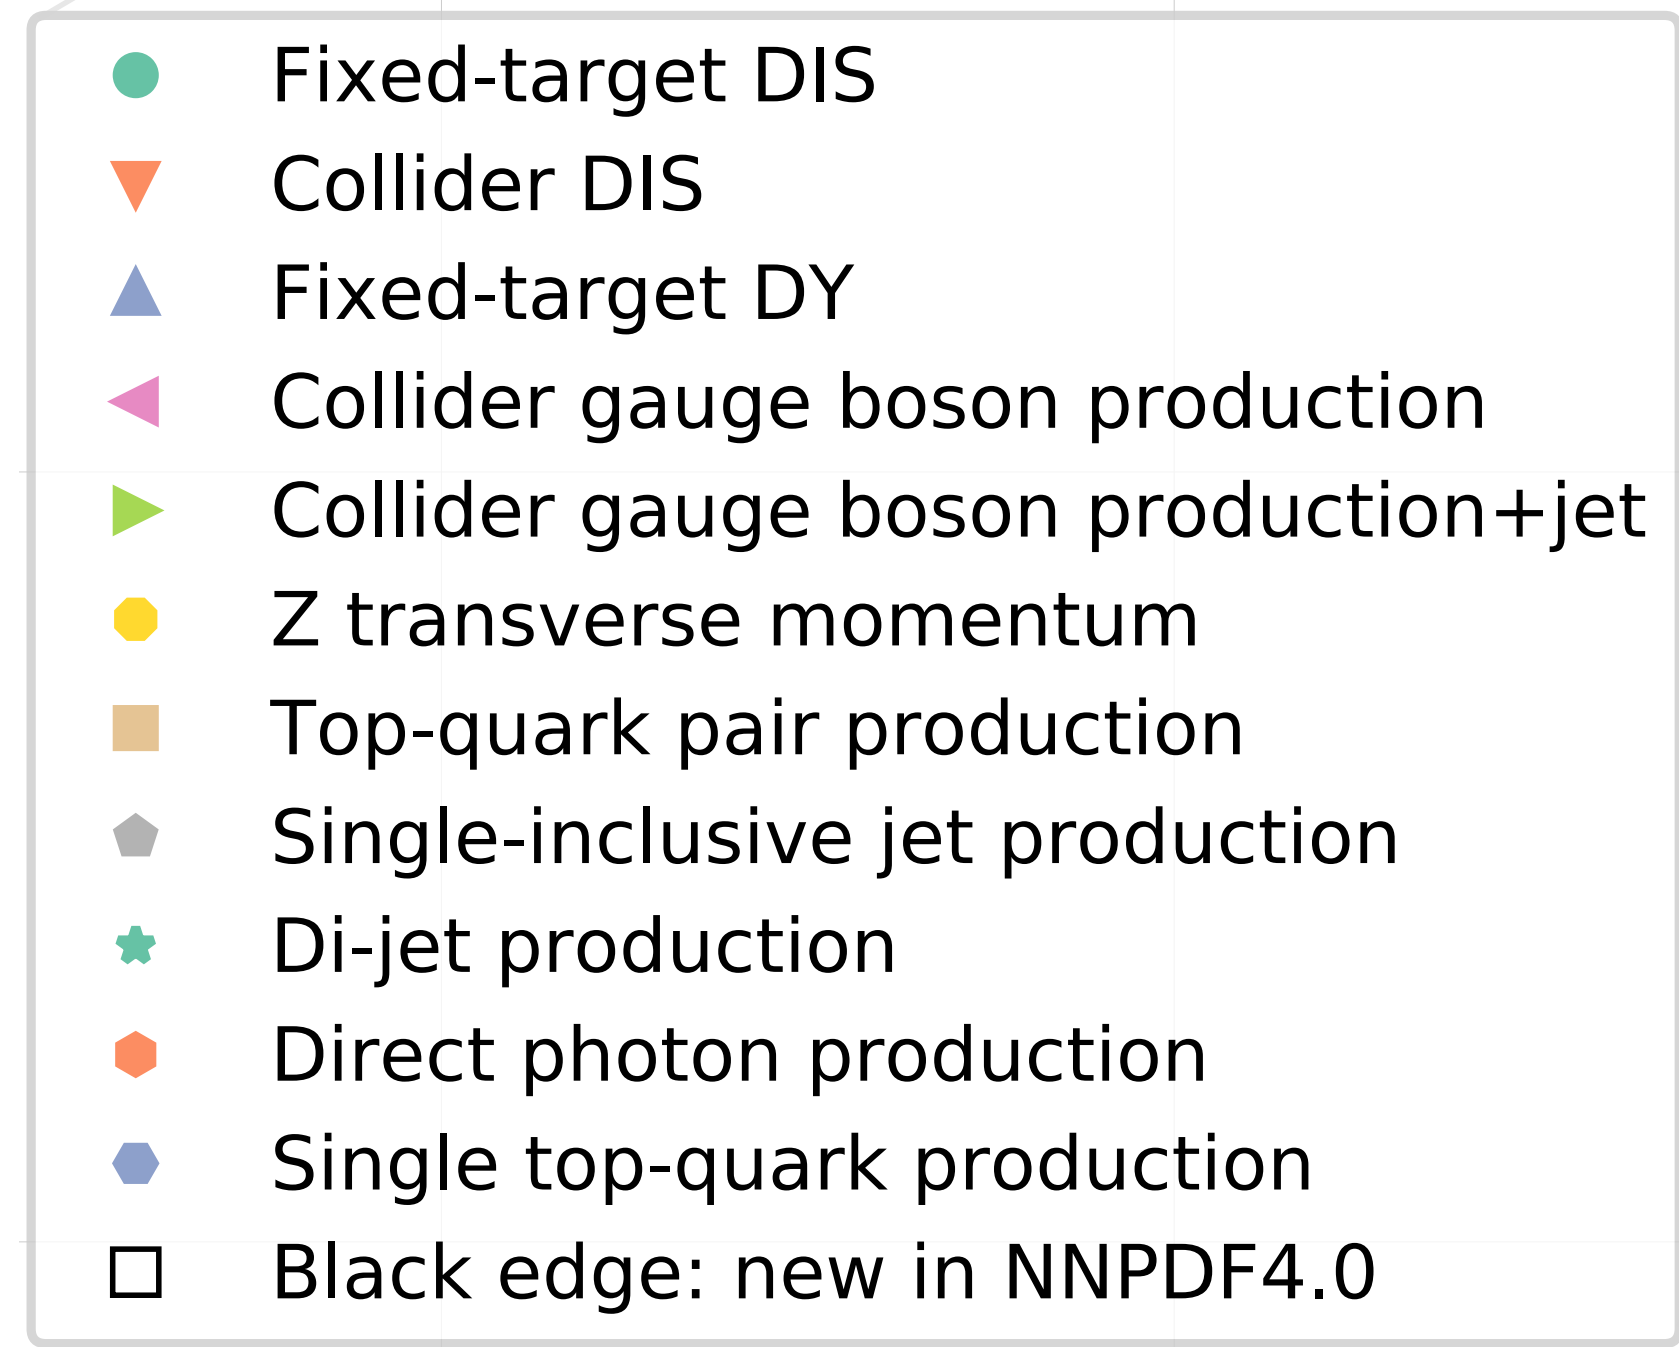 Fixed-target DIS
Collider DIS
Fixed-target DY
Collider gauge boson production
Collider gauge boson production+jet
Z transverse momentum
Top-quark pair production
Single-inclusive jet production
Di-jet production
Direct photon production
Single top-quark production
Black edge: new in NNPDF4.0